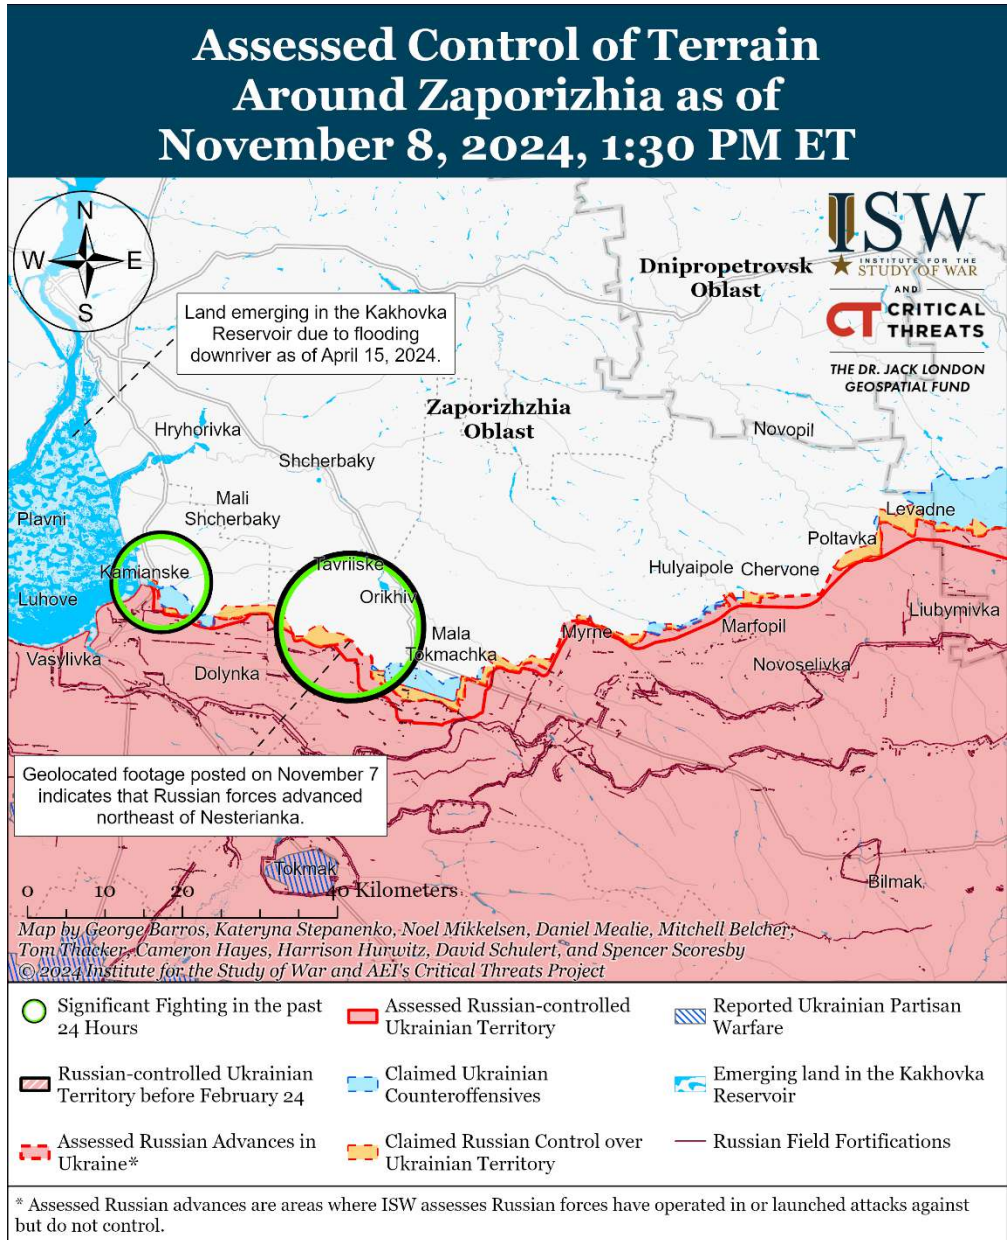 Assessed Control of Terrain
Around Zaporizhia as of
November 8, 2024, 1:30 PM ET
N
W
E
S
ISW
INSTITUTE FOR THE
STUDY OF WAR
AND
CT CRITICAL
THREATS
THE DR. JACK LONDON
GEOSPATIAL FUND
Dnipropetrovsk
Oblast
Land emerging in the Kakhovka
Reservoir due to flooding
downriver as of April 15, 2024.
Zaporizhzhia
Oblast
Hryhorivka
Novopil
Shcherbaky
Mali
Shcherbaky
Plavni
Levadne
Poltavka
Kamianske
Tavriiske
Hulyaipole
Chervone
Orikhiv
Luhove
Liubymivka
Mala
Tokmachka
Myrne
Marfopil
Vasylivka
Dolynka
Novoselivka
Geolocated footage posted on November 7
indicates that Russian forces advanced
northeast of Nesterianka.
Tokmak
Bilmak
0 10 20 40 Kilometers
Map by George Barros, Kateryna Stepanenko, Noel Mikkelsen, Daniel Mealie, Mitchell Belcher,
Tom Thacker, Cameron Hayes, Harrison Hurwitz, David Schulert, and Spencer Scoresby
© 2024 Institute for the Study of War and AEI's Critical Threats Project
Significant Fighting in the past
24 Hours
Assessed Russian-controlled
Ukrainian Territory
Reported Ukrainian Partisan
Warfare
Russian-controlled Ukrainian
Territory before February 24
Claimed Ukrainian
Counteroffensives
Emerging land in the Kakhovka
Reservoir
Assessed Russian Advances in
Ukraine*
Claimed Russian Control over
Ukrainian Territory
Russian Field Fortifications
* Assessed Russian advances are areas where ISW assesses Russian forces have operated in or launched attacks against
but do not control.